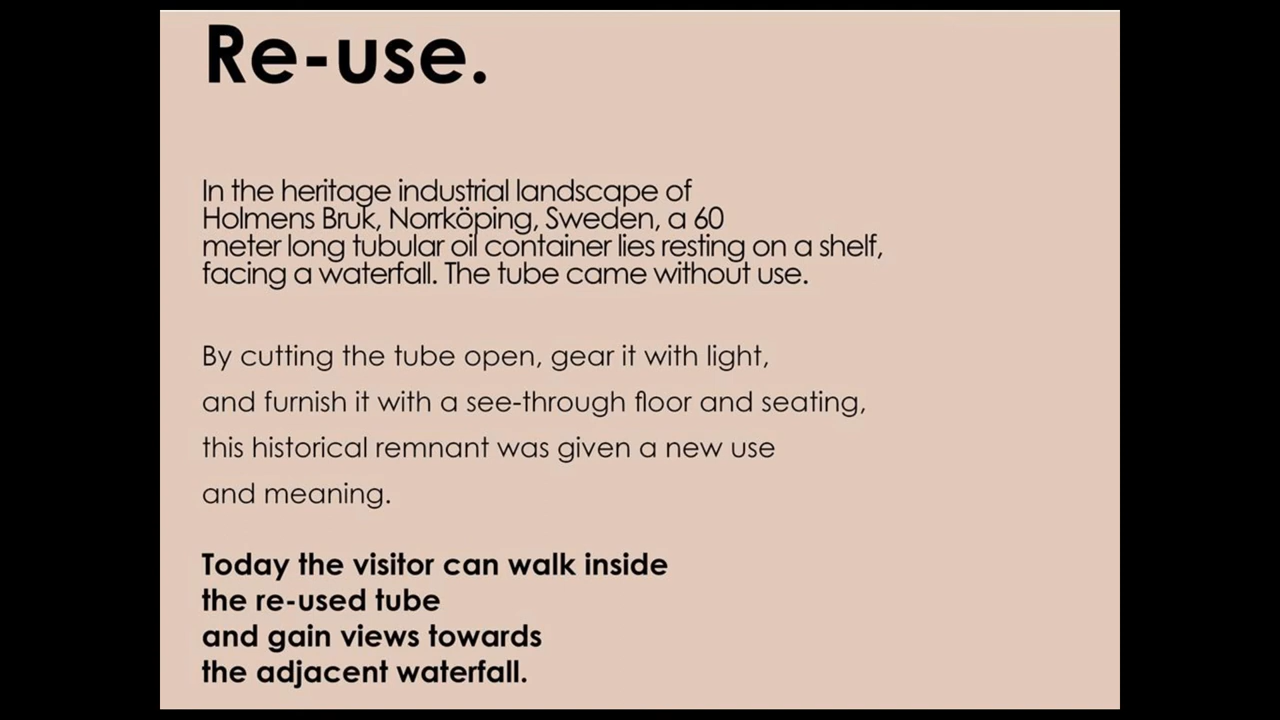 Re-use.
In the heritage industrial landscape of
Holmens Bruk, Norrköping, Sweden, a 60
meter long tubular oil container lies resting on a shelf,
facing a waterfall. The tube came without use.
By cutting the tube open, gear it with light,
and furnish it with a see-through floor and seating,
this historical remnant was given a new use
and meaning.
Today the visitor can walk inside
the re-used tube
and gain views towards
the adjacent waterfall.